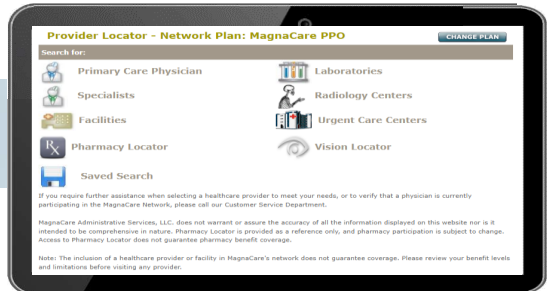 Provider Locator - Network Plan: MagnaCare PPO
CHANGE PLAN
Search for:
Primary Care Physician
Laboratories
Specialists
Radiology Centers
Facilities
Urgent Care Centers
Rx Pharmacy Locator
Vision Locator
Saved Search
If you require further assistance when selecting a healthcare provider to meet your needs, or to verify that a physician is currently
participating in the MagnaCare Network, please call our Customer Service Department.
MagnaCare Administrative Services, LLC. does not warrant or assure the accuracy of all the information displayed on this website nor is it
intended to be comprehensive in nature. Pharmacy Locator is provided as a reference only, and pharmacy participation is subject to change.
Access to Pharmacy Locator does not guarantee pharmacy benefit coverage.
Note: The inclusion of a healthcare provider or facility in MagnaCare's network does not guarantee coverage. Please review your benefit levels
and limitations before visiting any provider.